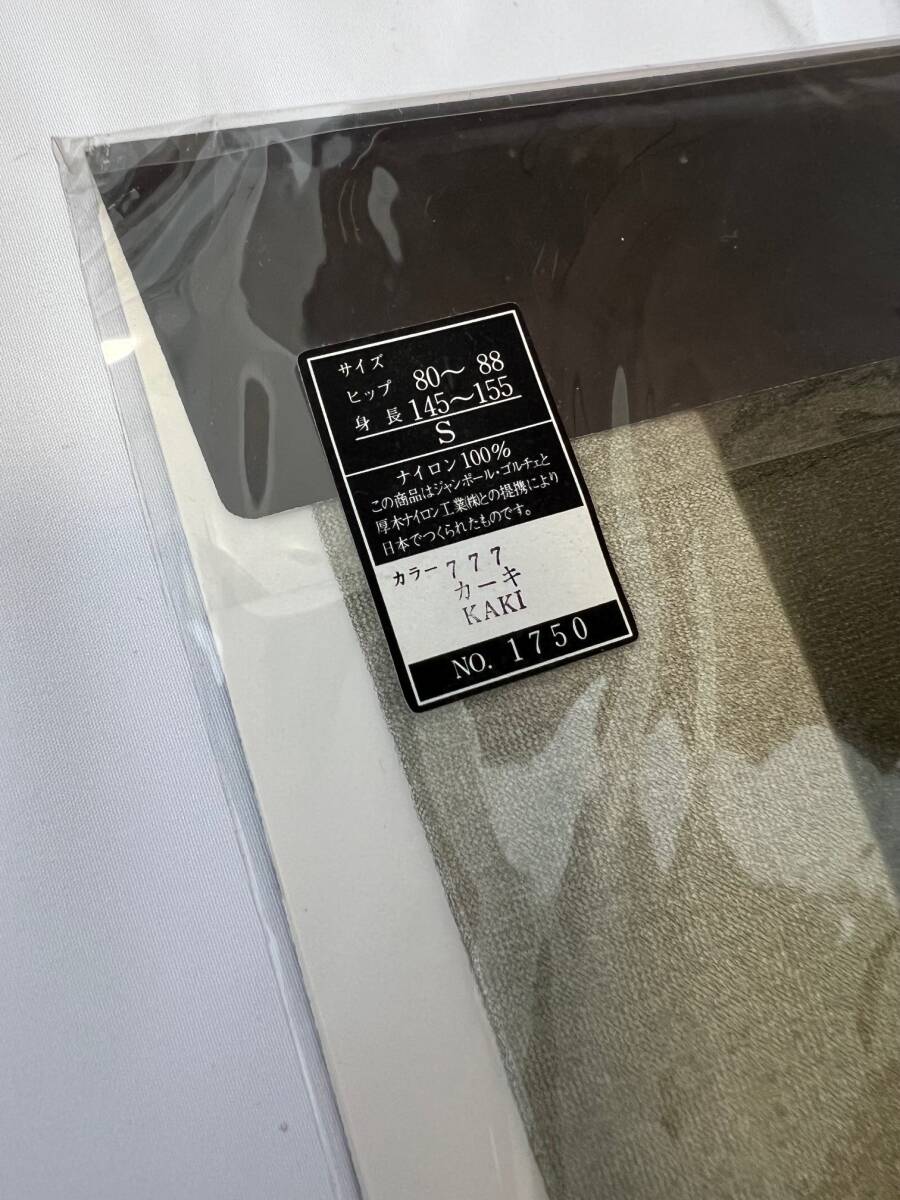 サイズ
ヒップ 80〜 88
身長 145〜155
S
ナイロン100%
この商品はジャンポール・ゴルチェと
厚木ナイロン工業㈱との提携により
日本でつくられたものです。
カラー 777
カーキ
KAKI
NO. 1750